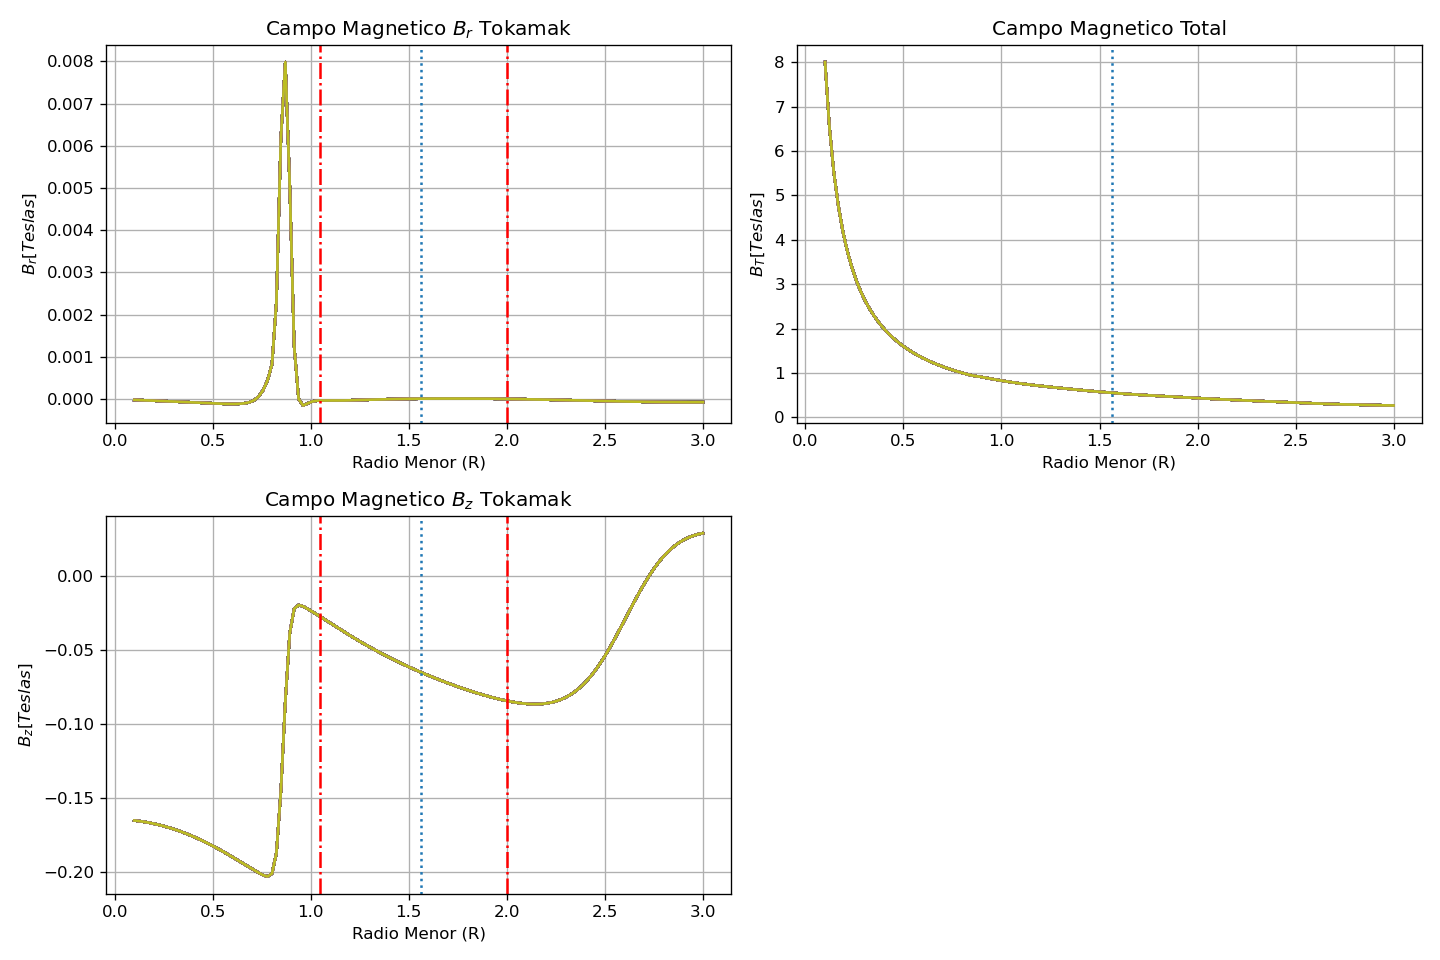 Campo Magnetico $B_r$ Tokamak
0.008
0.007
0.006
0.005
0.004
0.003
0.002
0.001
0.000
$B_r[Teslas]$
0.0 0.5 1.0 1.5 2.0 2.5 3.0
Radio Menor (R)
Campo Magnetico Total
8
7
6
5
4
3
2
1
0
$B_T[Teslas]$
0.0 0.5 1.0 1.5 2.0 2.5 3.0
Radio Menor (R)
Campo Magnetico $B_z$ Tokamak
0.00
−0.05
−0.10
−0.15
−0.20
$B_z[Teslas]$
0.0 0.5 1.0 1.5 2.0 2.5 3.0
Radio Menor (R)